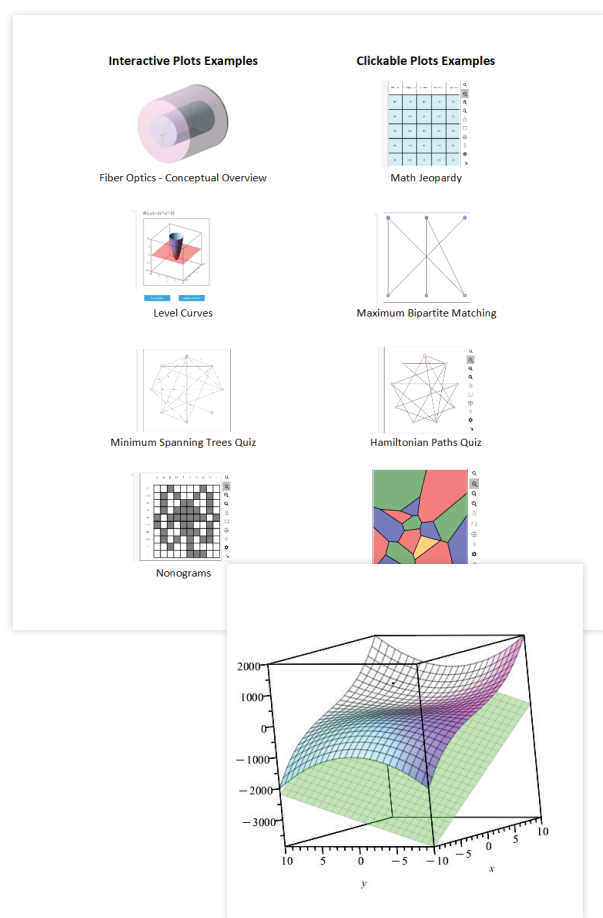 Interactive Plots Examples
Clickable Plots Examples
Fiber Optics - Conceptual Overview
Math Jeopardy
Level Curves
Maximum Bipartite Matching
Minimum Spanning Trees Quiz
Hamiltonian Paths Quiz
Nonograms
2000
1000
0
−1000
−2000
−3000
10 5 0 −5 −10
y
−5 0 5 10
x